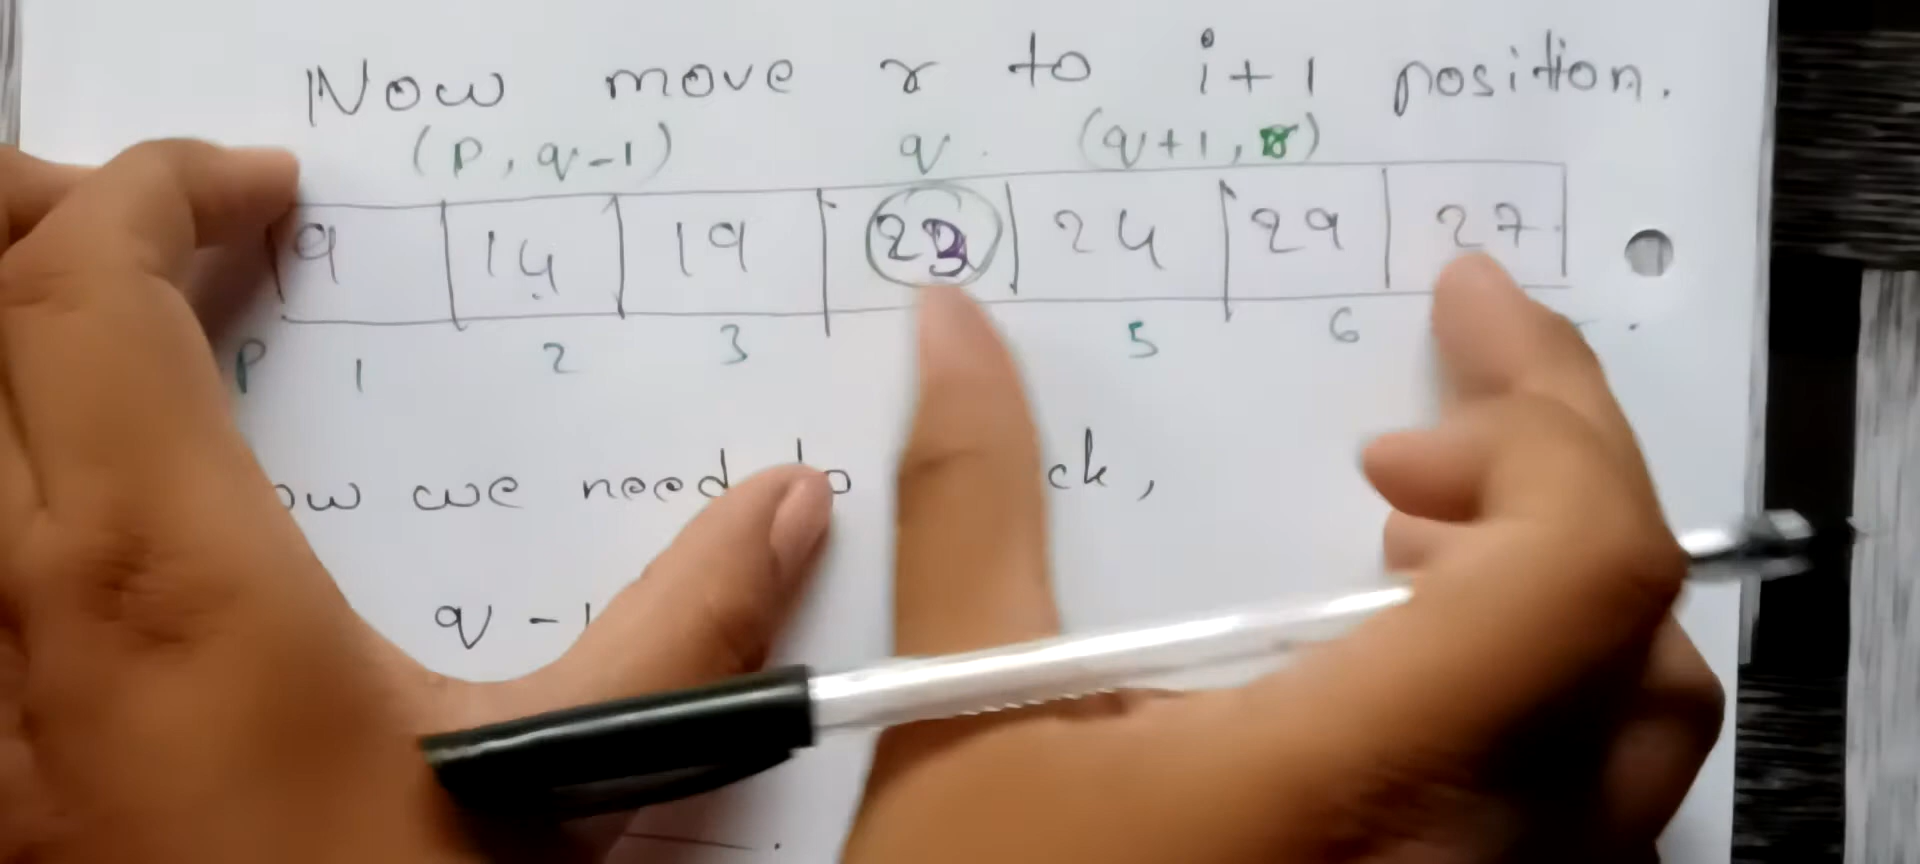 Now move r to i+1 position.
(p, q-1) q (q+1, r)
9 14 19 23 24 29 27
p 1 2 3 5 6
we need
q -